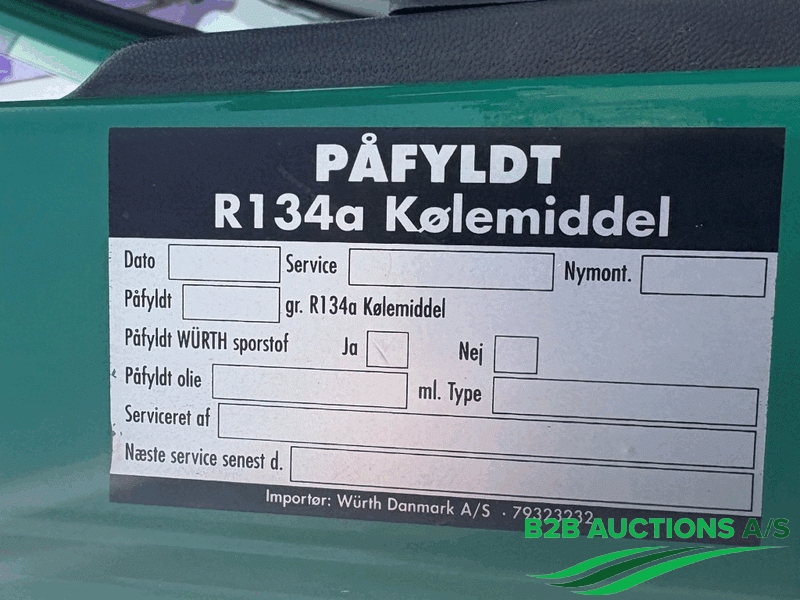 PÅFYLDT
R134a Kølemiddel
Dato Service Nymont.
Påfyldt gr. R134a Kølemiddel
Påfyldt WÜRTH sporstof Ja Nej
Påfyldt olie ml. Type
Serviceret af
Næste service senest d.
Importør: Würth Danmark A/S · 79323232
B2B AUCTIONS A/S